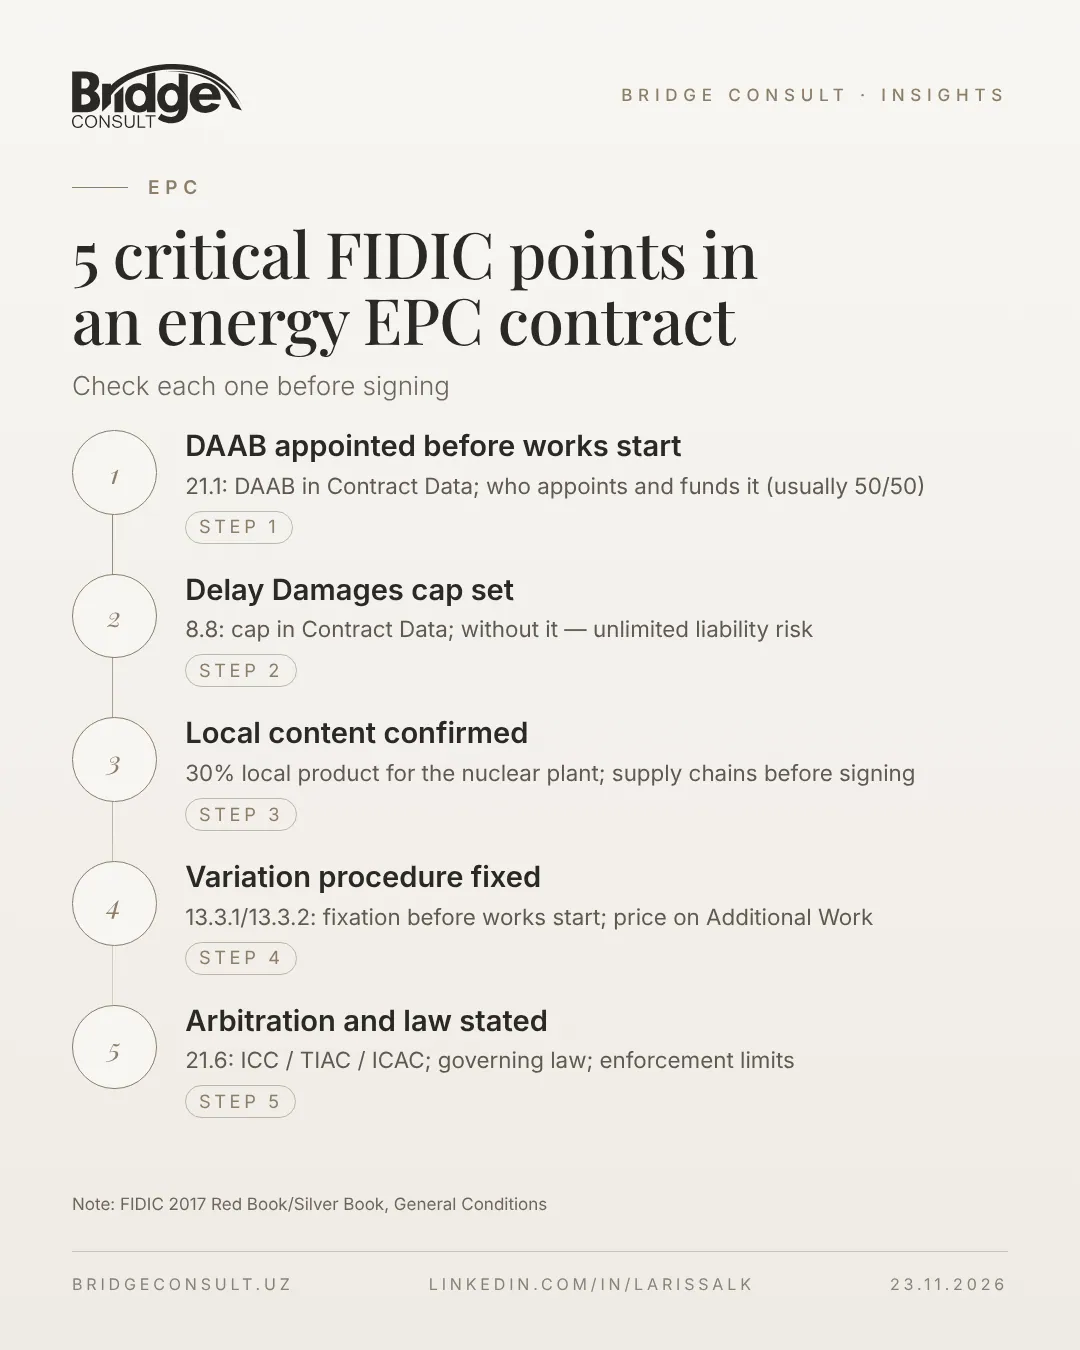 Bridge
CONSULT
BRIDGE CONSULT · INSIGHTS
EPC
5 critical FIDIC points in
an energy EPC contract
Check each one before signing
1
DAAB appointed before works start
21.1: DAAB in Contract Data; who appoints and funds it (usually 50/50)
STEP 1
2
Delay Damages cap set
8.8: cap in Contract Data; without it — unlimited liability risk
STEP 2
3
Local content confirmed
30% local product for the nuclear plant; supply chains before signing
STEP 3
4
Variation procedure fixed
13.3.1/13.3.2: fixation before works start; price on Additional Work
STEP 4
5
Arbitration and law stated
21.6: ICC / TIAC / ICAC; governing law; enforcement limits
STEP 5
Note: FIDIC 2017 Red Book/Silver Book, General Conditions
BRIDGECONSULT.UZ
LINKEDIN.COM/IN/LARISSALK
23.11.2026